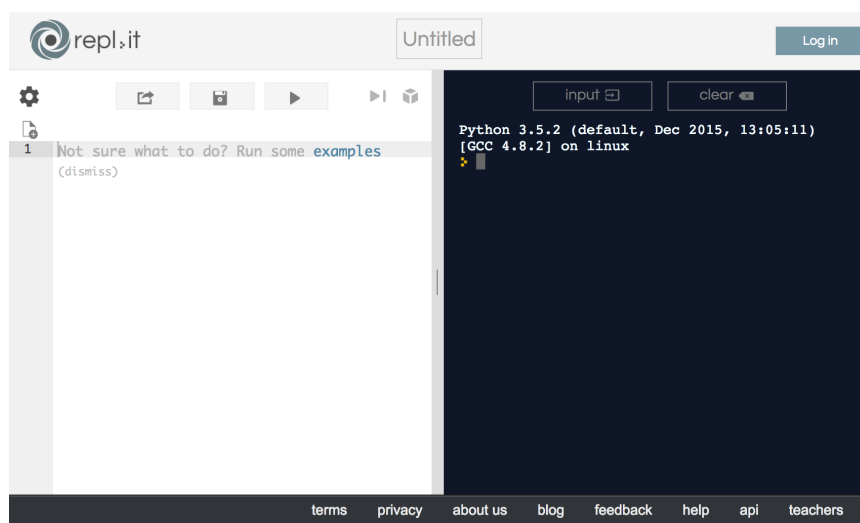 repl.it
Untitled
Log in
input
clear
1 Not sure what to do? Run some examples
(dismiss)
Python 3.5.2 (default, Dec 2015, 13:05:11)
[GCC 4.8.2] on linux
terms privacy about us blog feedback help api teachers